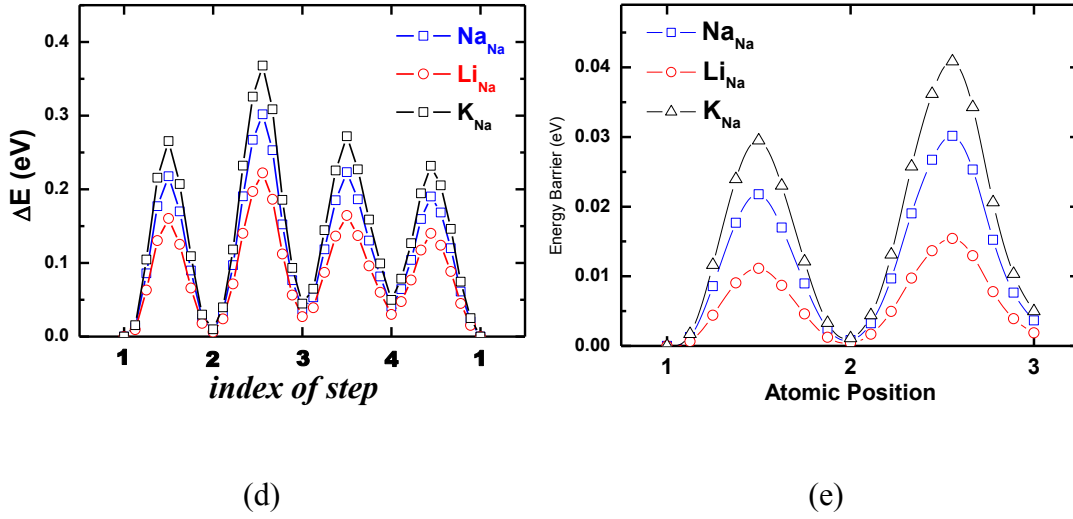 ΔE (eV)
0.4
0.3
0.2
0.1
0.0
Na_Na
Li_Na
K_Na
1 2 3 4 1
index of step
(d)
Energy Barrier (eV)
0.04
0.03
0.02
0.01
0.00
Na_Na
Li_Na
K_Na
1 2 3
Atomic Position
(e)